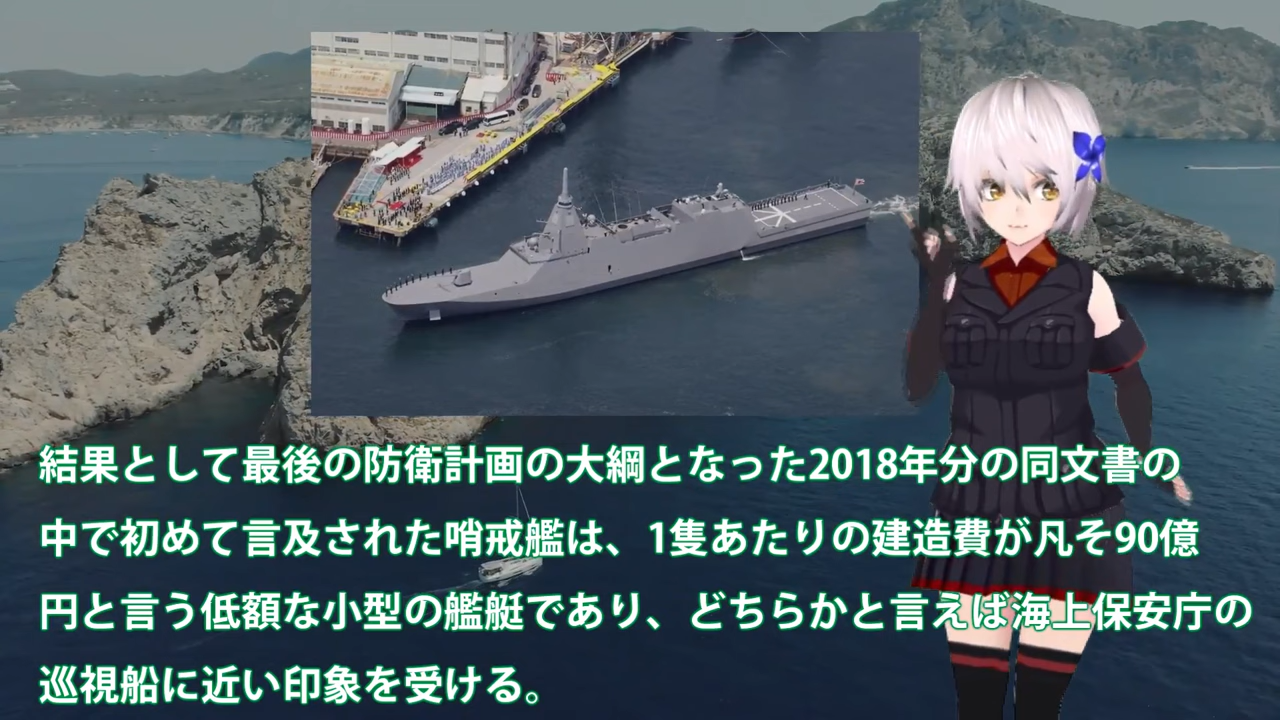 結果として最後の防衛計画の大綱となった2018年分の同文書の
中で初めて言及された哨戒艦は、1隻あたりの建造費が凡そ90億
円と言う低額な小型の艦艇であり、どちらかと言えば海上保安庁の
巡視船に近い印象を受ける。